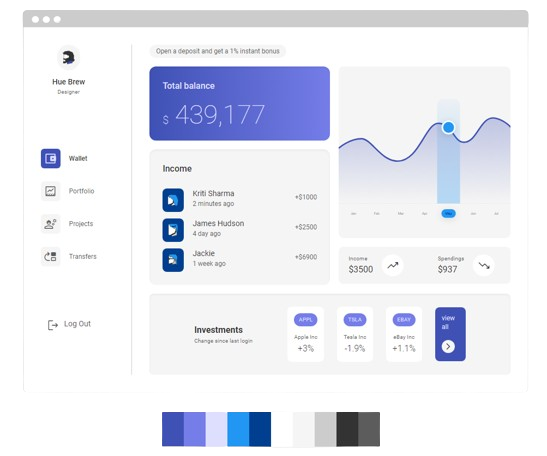 Open a deposit and get a 1% instant bonus
Hue Brew
Designer
Wallet
Portfolio
Projects
Transfers
Log Out
Total balance
$ 439,177
Income
Kriti Sharma
2 minutes ago
+$1000
James Hudson
4 day ago
+$2500
Jackie
1 week ago
+$6900
Jan Feb Mar Apr May Jun Jul
Income
$3500
Spendings
$937
Investments
Change since last login
APPL
Apple Inc
+3%
TSLA
Tesla Inc
-1.9%
EBAY
eBay Inc
+1.1%
view
all